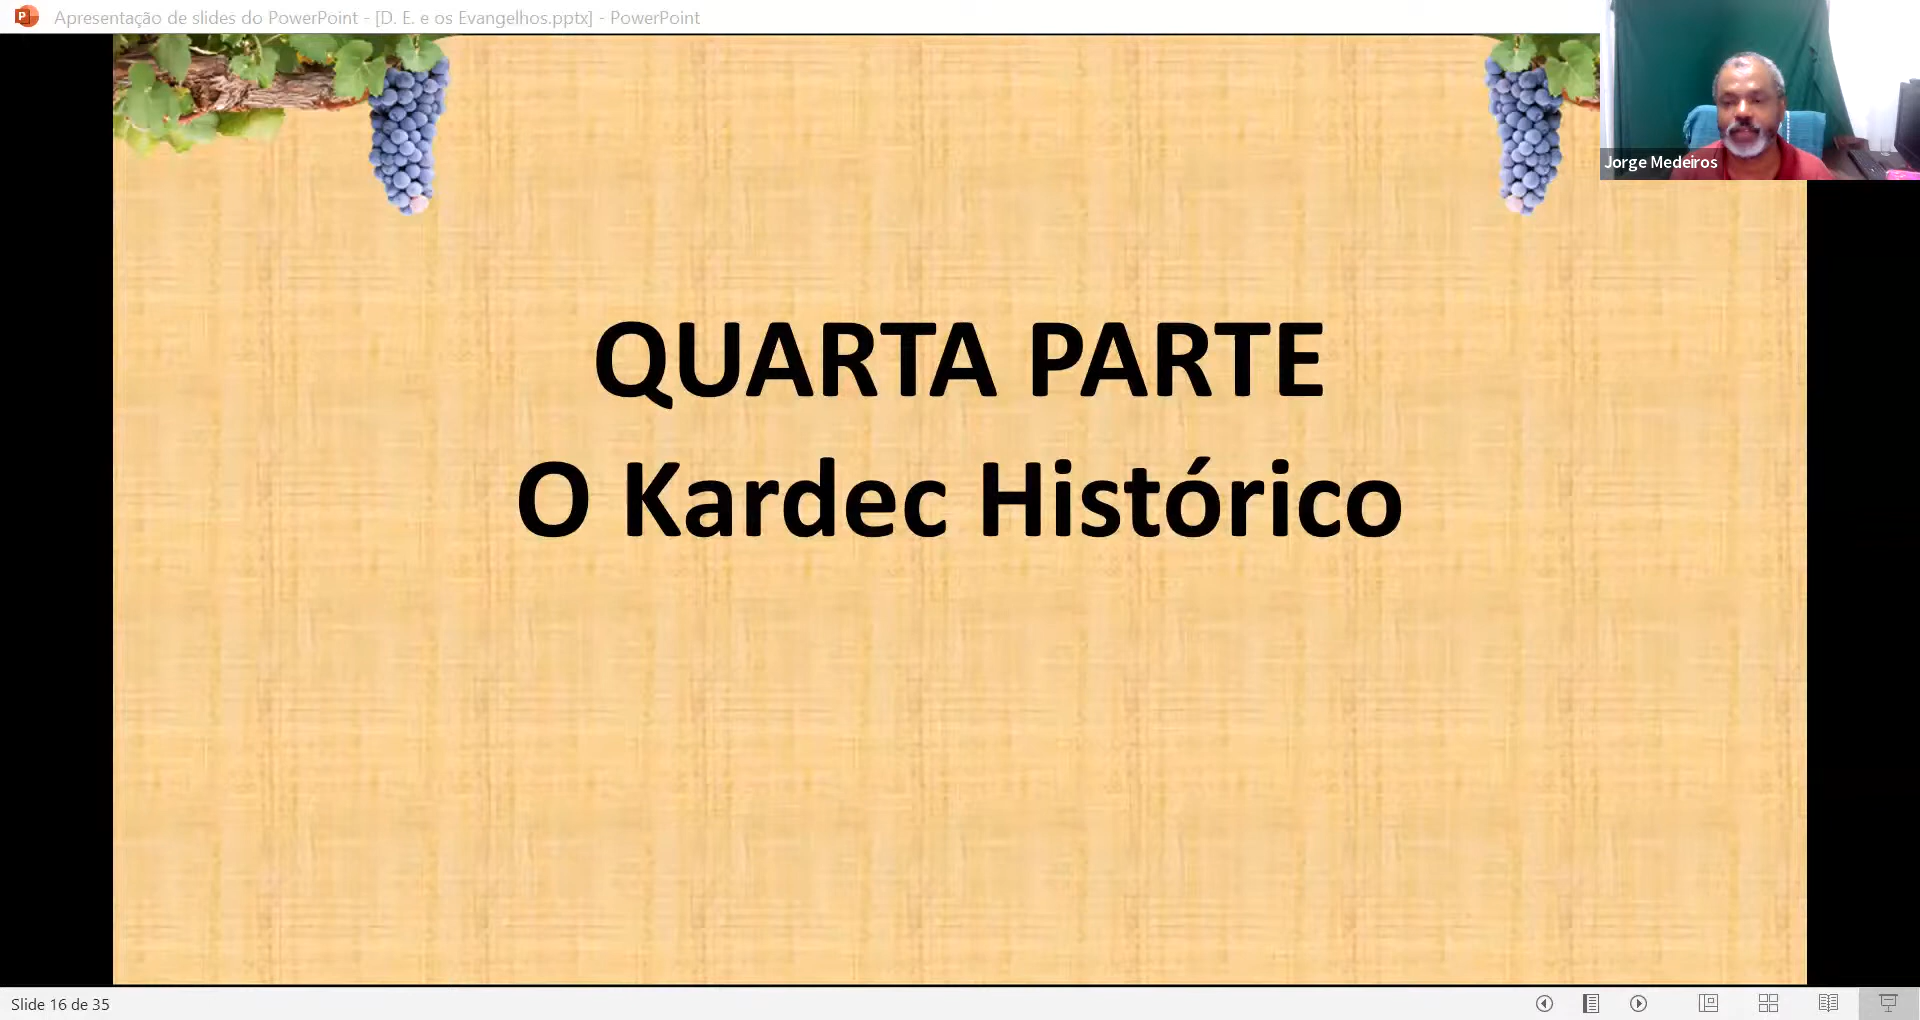 Apresentação de slides do PowerPoint - [D. E. e os Evangelhos.pptx] - PowerPoint
Jorge Medeiros
QUARTA PARTE
O Kardec Histórico
Slide 16 de 35